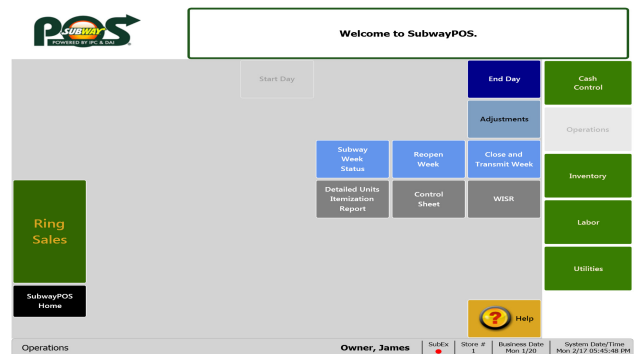 SUBWAY
POS
POWERED BY IPC & DAI
Welcome to SubwayPOS.
Start Day
End Day
Cash
Control
Adjustments
Operations
Subway
Week
Status
Reopen
Week
Close and
Transmit Week
Inventory
Detailed Units
Itemization
Report
Control
Sheet
WISR
Ring
Sales
Labor
Utilities
SubwayPOS
Home
? Help
Operations
Owner, James
SubEx
Store #
1
Business Date
Mon 1/20
System Date/Time
Mon 2/17 05:45:48 PM